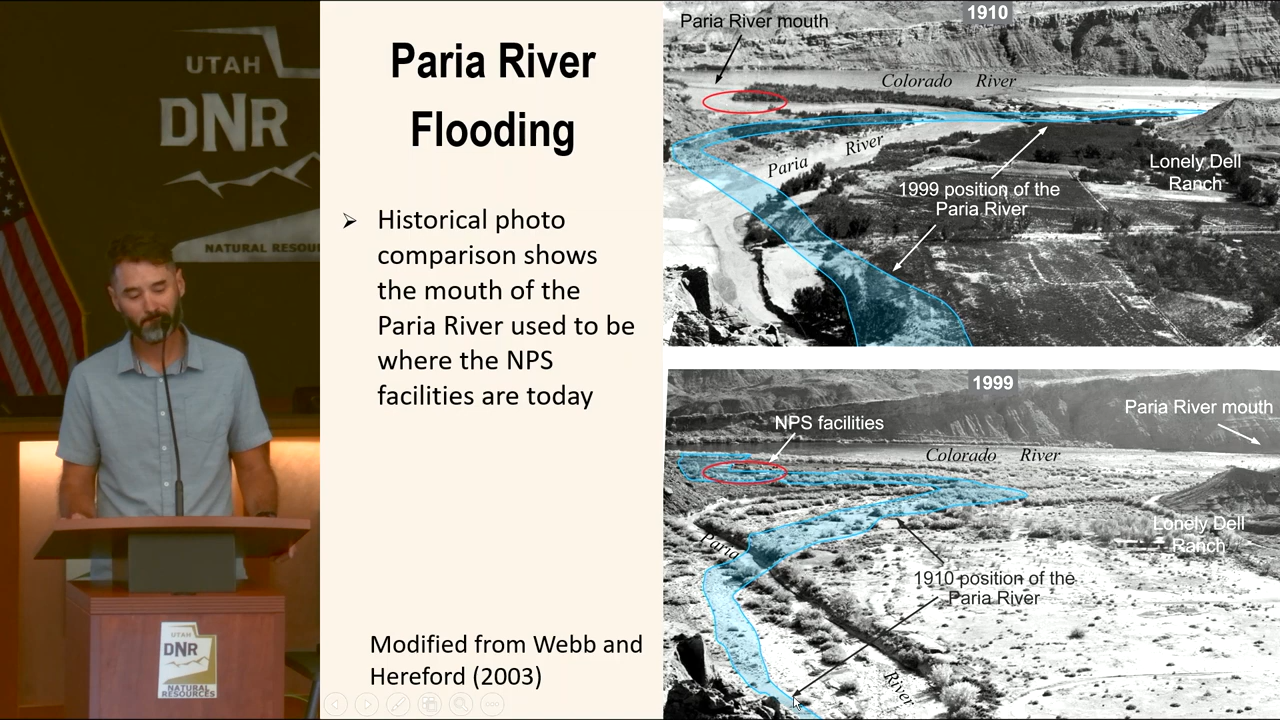 UTAH
DNR
NATURAL RESOU
UTAH
DNR
NATURAL
RESOURCES
Paria River
Flooding
➢ Historical photo
comparison shows
the mouth of the
Paria River used to be
where the NPS
facilities are today
Modified from Webb and
Hereford (2003)
1910
Paria River mouth
Colorado River
Paria River
Lonely Dell
Ranch
1999 position of the
Paria River
1999
Paria River mouth
NPS facilities
Colorado River
Lonely Dell
Ranch
Paria
1910 position of the
Paria River
River